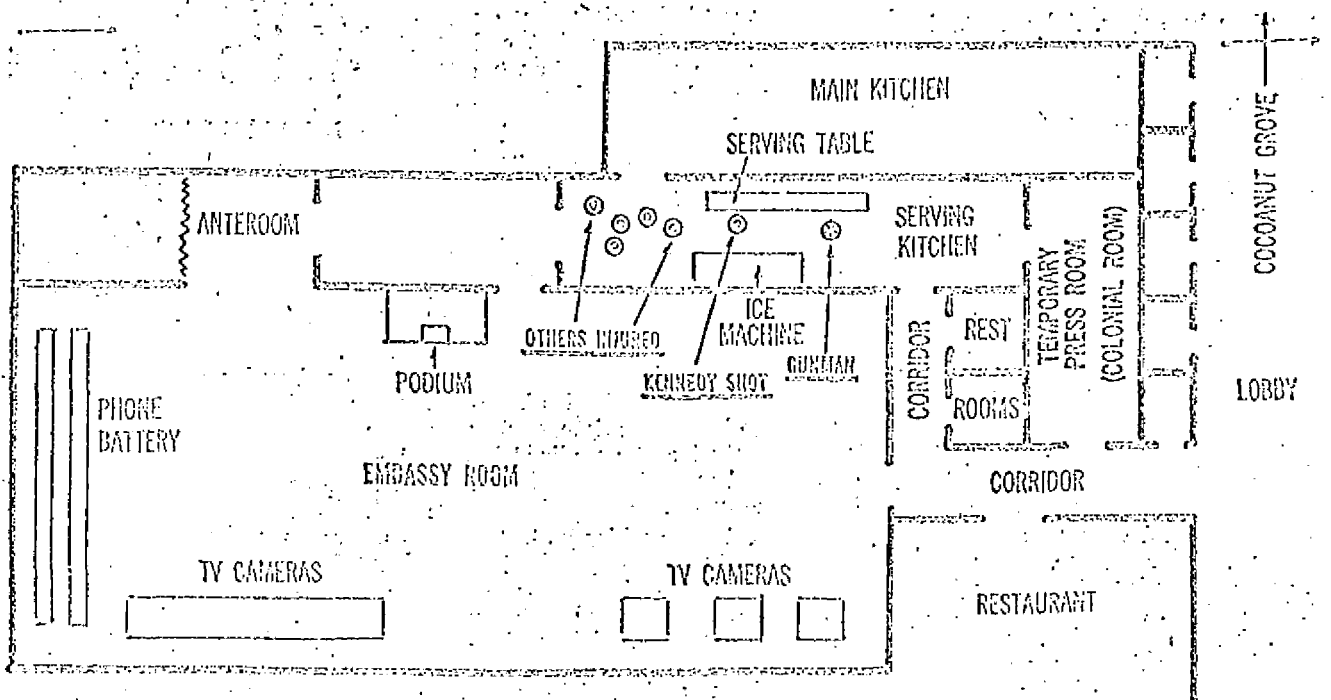 MAIN KITCHEN
SERVING TABLE
COCOANUT GROVE
ANTEROOM
SERVING
KITCHEN
TEMPORARY
PRESS ROOM
(COLONIAL ROOM)
ICE
MACHINE
OTHERS INJURED
KENNEDY SHOT
GUNMAN
CORRIDOR
REST
ROOMS
PODIUM
LOBBY
PHONE
BATTERY
EMBASSY ROOM
CORRIDOR
TV CAMERAS
TV CAMERAS
RESTAURANT